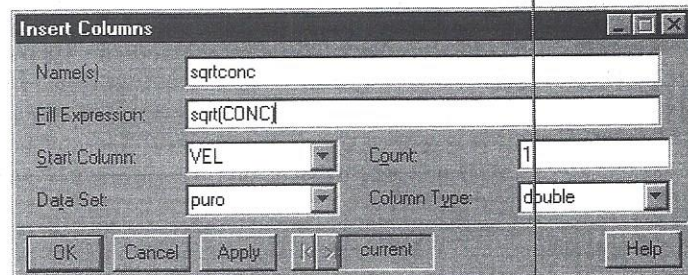 Insert Columns
Name(s) sqrtconc
Fill Expression: sqrt(CONC)
Start Column: VEL Count: 1
Data Set: puro Column Type: double
OK Cancel Apply |< > current Help